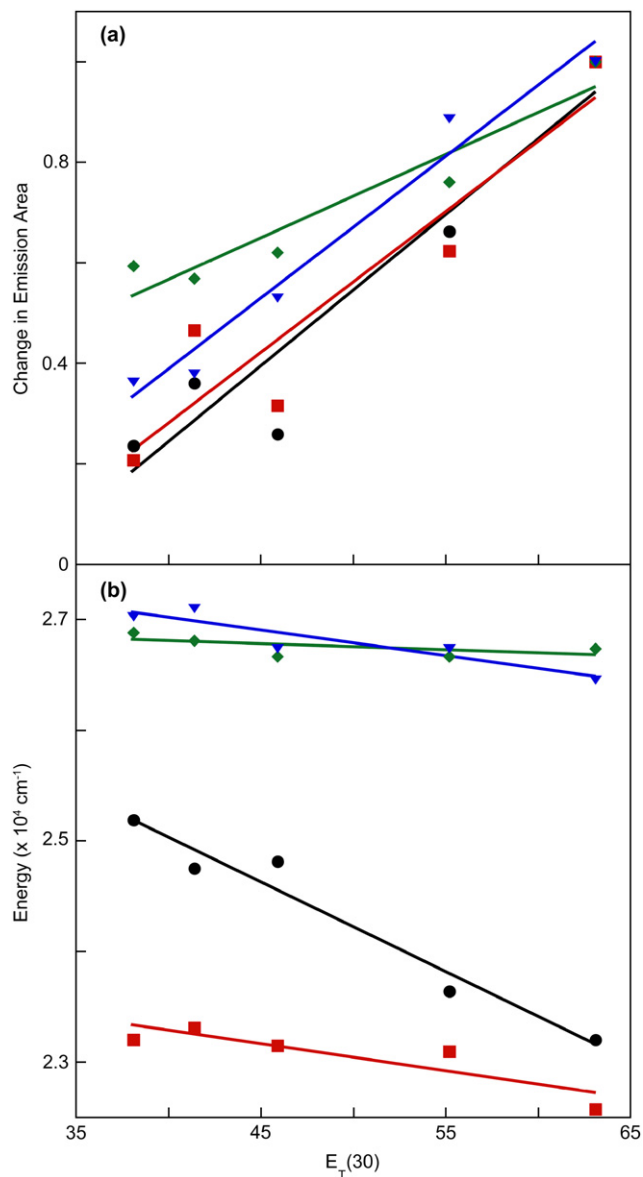 (a)
0.8
0.4
0
Change in Emission Area
(b)
2.7
2.5
2.3
Energy (x 10⁴ cm⁻¹)
35 45 55 65
E_T(30)